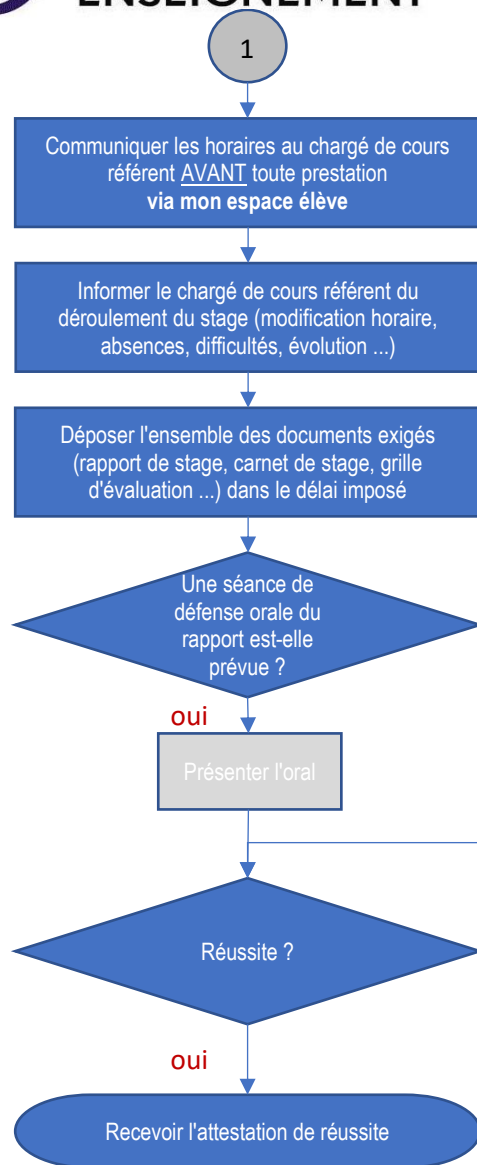 ENSEIGNEMENT
1
Communiquer les horaires au chargé de cours
référent AVANT toute prestation
via mon espace élève
Informer le chargé de cours référent du
déroulement du stage (modification horaire,
absences, difficultés, évolution ...)
Déposer l'ensemble des documents exigés
(rapport de stage, carnet de stage, grille
d'évaluation ...) dans le délai imposé
Une séance de
défense orale du
rapport est-elle
prévue ?
oui
Présenter l'oral
Réussite ?
oui
Recevoir l'attestation de réussite